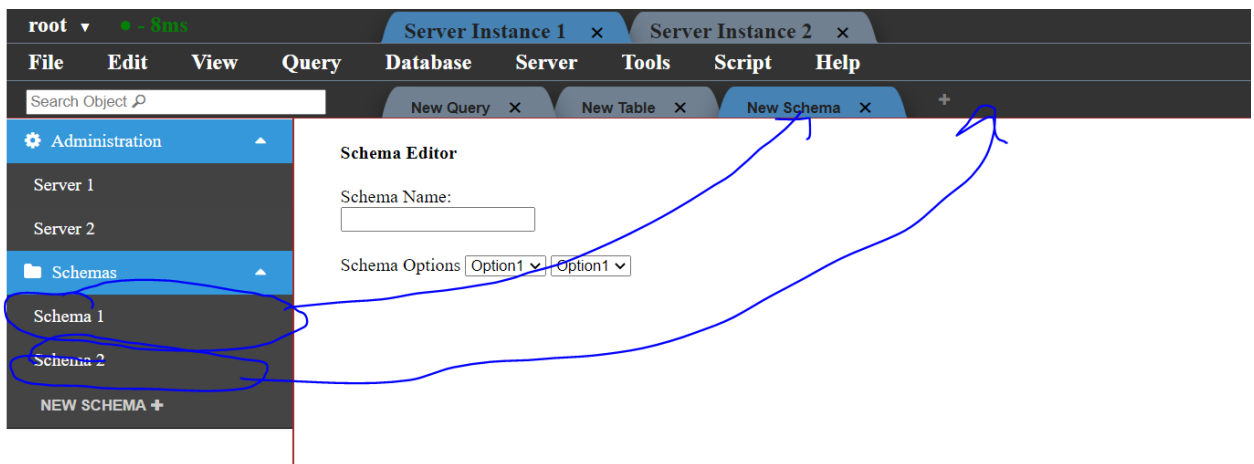 root ▼ ● - 8ms Server Instance 1 × Server Instance 2 ×
File Edit View Query Database Server Tools Script Help
Search Object New Query X New Table X New Schema X +
Administration
Schema Editor
Server 1
Schema Name:
Server 2
Schemas
Schema Options Option1 Option1
Schema 1
Schema 2
NEW SCHEMA +